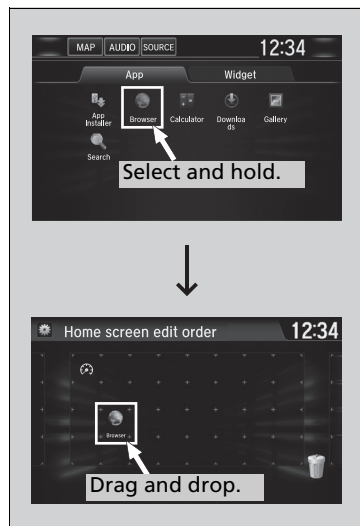 MAP AUDIO SOURCE 12:34
App Widget
App Installer Browser Calculator Downloa ds Gallery
Search
Select and hold.
Home screen edit order 12:34
Browser
Drag and drop.